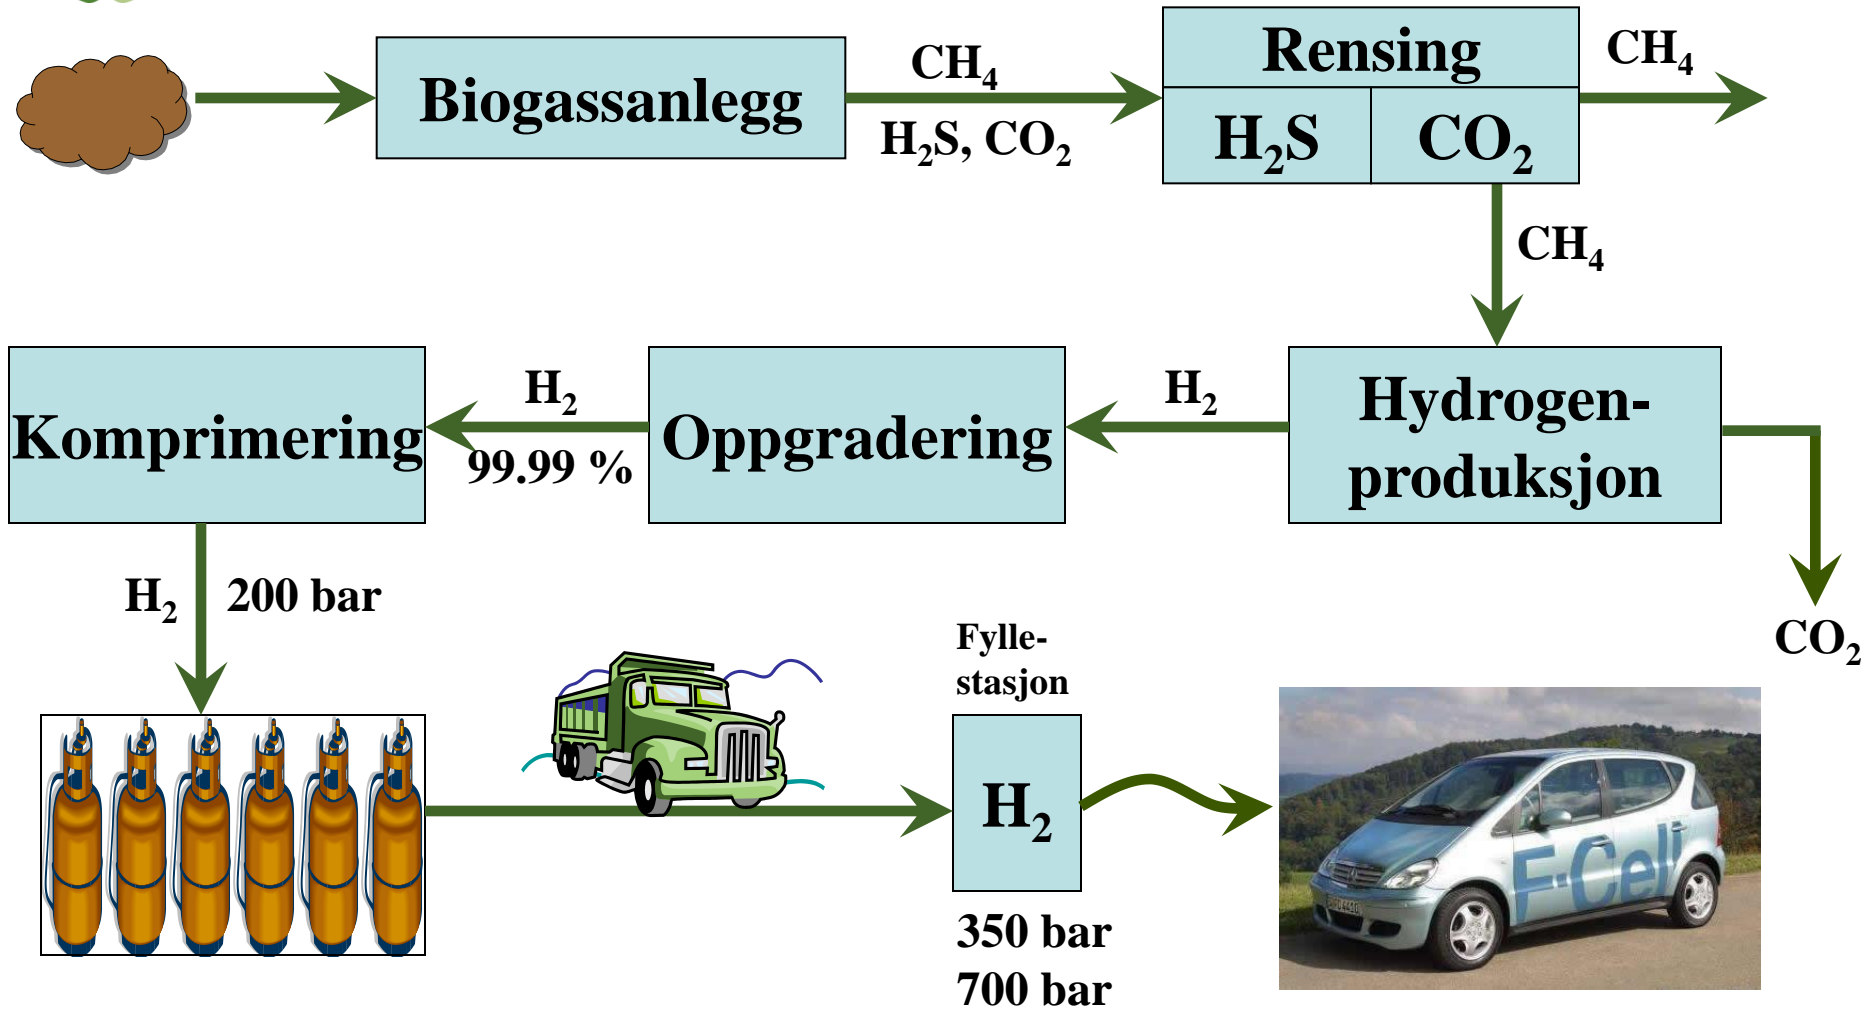 CH₄
Rensing
CH₄
Biogassanlegg
H₂S, CO₂
H₂S
CO₂
CH₄
Komprimering
H₂
99.99 %
Oppgradering
H₂
Hydrogen-
produksjon
H₂
200 bar
CO₂
Fylle-
stasjon
H₂
350 bar
700 bar
F-Cell